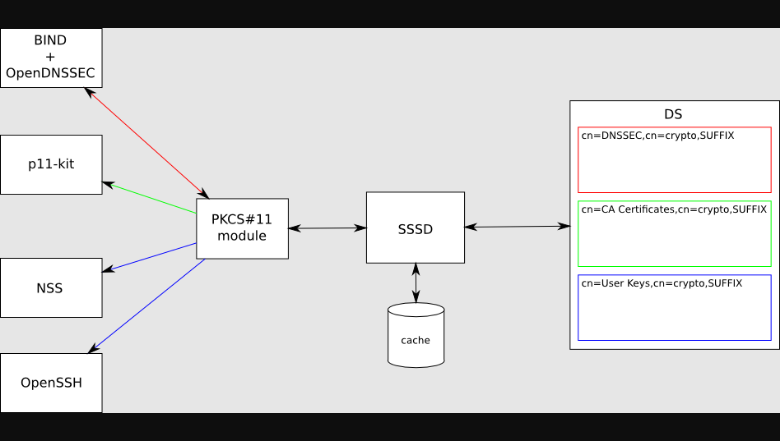 BIND
+
OpenDNSSEC
p11-kit
NSS
OpenSSH
PKCS#11
module
SSSD
cache
DS
cn=DNSSEC,cn=crypto,SUFFIX
cn=CA Certificates,cn=crypto,SUFFIX
cn=User Keys,cn=crypto,SUFFIX